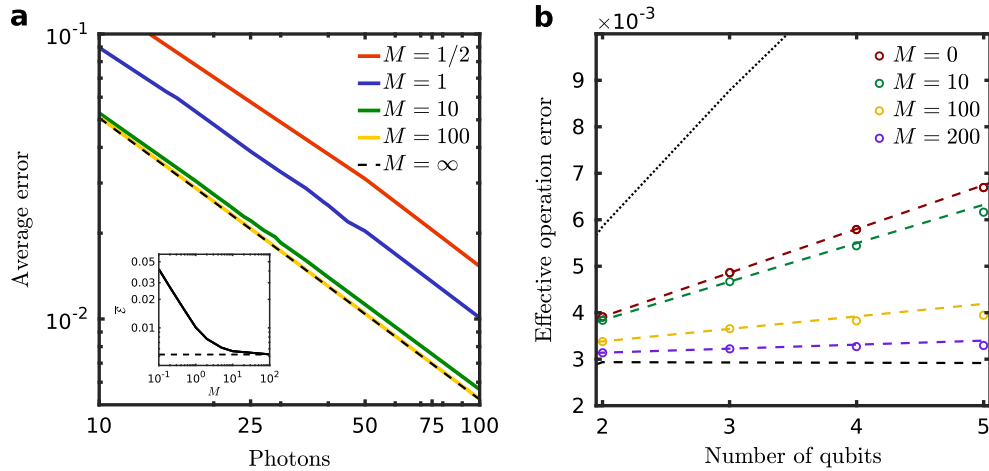 a
10^-1
10^-2
Average error
10 25 50 75 100
Photons
M = 1/2
M = 1
M = 10
M = 100
M = ∞
0.05
0.03
0.02
0.01
ε̅
10^-1 10^0 10^1 10^2
M
b
×10^-3
9
8
7
6
5
4
3
2
Effective operation error
2 3 4 5
Number of qubits
M = 0
M = 10
M = 100
M = 200